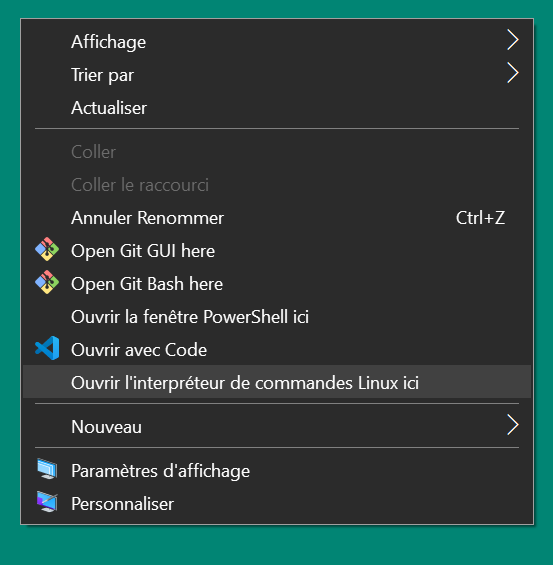 Affichage
Trier par
Actualiser
Coller
Coller le raccourci
Annuler Renommer Ctrl+Z
Open Git GUI here
Open Git Bash here
Ouvrir la fenêtre PowerShell ici
Ouvrir avec Code
Ouvrir l'interpréteur de commandes Linux ici
Nouveau
Paramètres d'affichage
Personnaliser